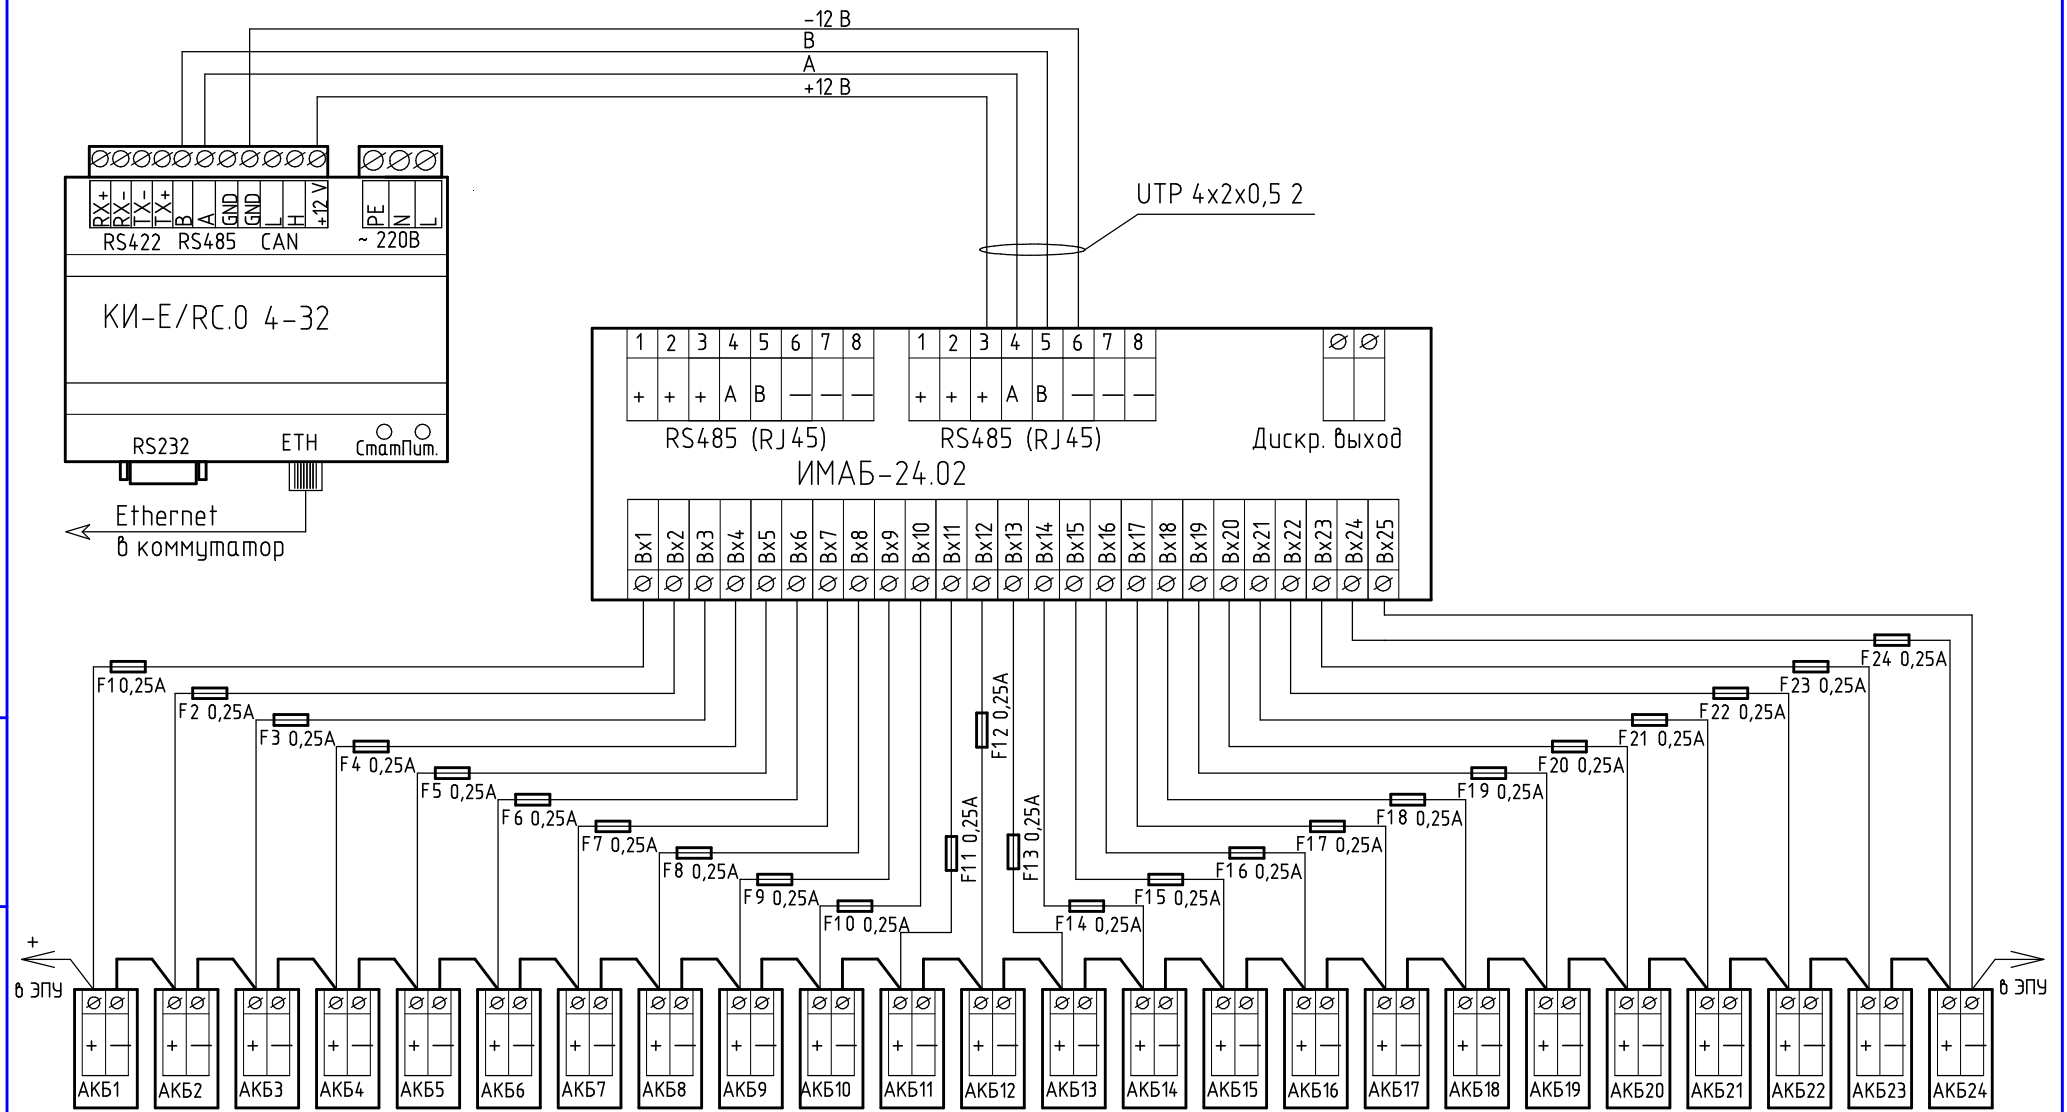 -12 В
В
А
+12 В
RX+ RX- TX- TX+ B A GND GND L H +12 V
PE N L
RS422 RS485 CAN
~ 220В
КИ-Е/RC.0 4-32
RS232
ETH
СтатПит.
Ethernet
в коммутатор
UTP 4x2x0,5 2
1 2 3 4 5 6 7 8
+ + + A B — — —
RS485 (RJ45)
1 2 3 4 5 6 7 8
+ + + A B — — —
RS485 (RJ45)
Дискр. выход
ИМАБ-24.02
Вх1 Вх2 Вх3 Вх4 Вх5 Вх6 Вх7 Вх8 Вх9 Вх10 Вх11 Вх12 Вх13 Вх14 Вх15 Вх16 Вх17 Вх18 Вх19 Вх20 Вх21 Вх22 Вх23 Вх24 Вх25
F1 0,25А
F2 0,25А
F3 0,25А
F4 0,25А
F5 0,25А
F6 0,25А
F7 0,25А
F8 0,25А
F9 0,25А
F10 0,25А
F11 0,25А
F12 0,25А
F13 0,25А
F14 0,25А
F15 0,25А
F16 0,25А
F17 0,25А
F18 0,25А
F19 0,25А
F20 0,25А
F21 0,25А
F22 0,25А
F23 0,25А
F24 0,25А
+
в ЭПУ
в ЭПУ
+ — + — + — + — + — + — + — + — + — + — + — + — + — + — + — + — + — + — + — + — + — + — + — + —
АКБ1 АКБ2 АКБ3 АКБ4 АКБ5 АКБ6 АКБ7 АКБ8 АКБ9 АКБ10 АКБ11 АКБ12 АКБ13 АКБ14 АКБ15 АКБ16 АКБ17 АКБ18 АКБ19 АКБ20 АКБ21 АКБ22 АКБ23 АКБ24